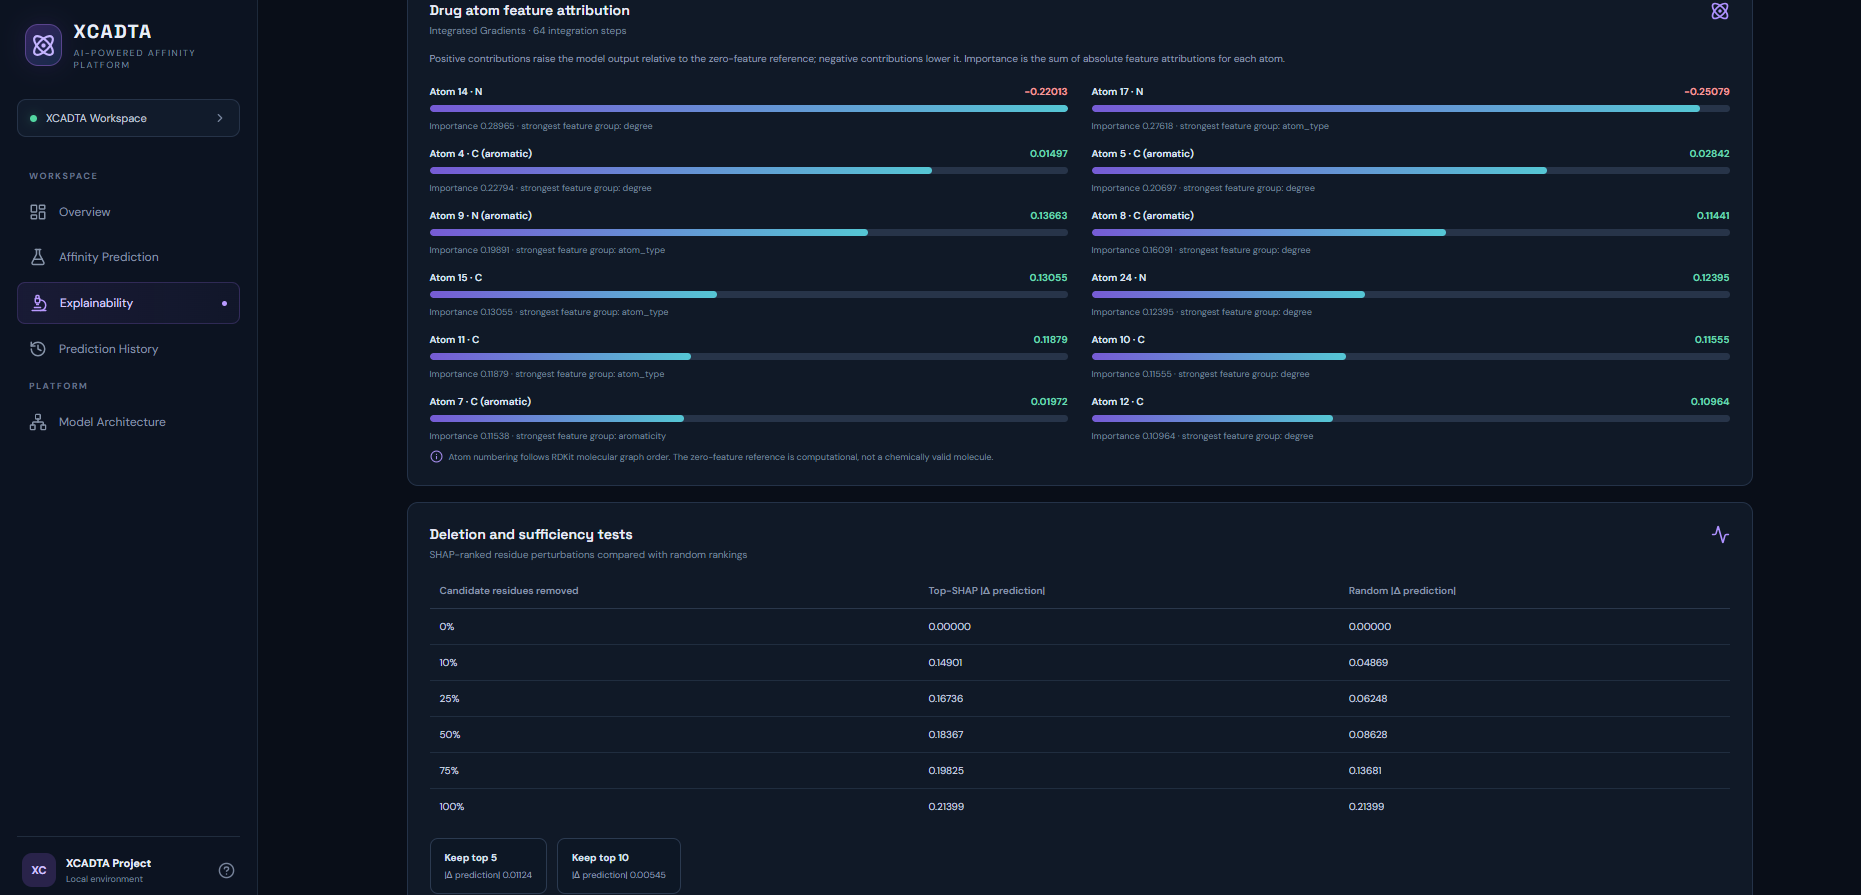 XCADTA
AI-POWERED AFFINITY
PLATFORM
XCADTA Workspace
WORKSPACE
Overview
Affinity Prediction
Explainability
Prediction History
PLATFORM
Model Architecture
XC
XCADTA Project
Local environment
Drug atom feature attribution
Integrated Gradients · 64 integration steps
Positive contributions raise the model output relative to the zero-feature reference; negative contributions lower it. Importance is the sum of absolute feature attributions for each atom.
Atom 14 · N -0.22013
Importance 0.28965 · strongest feature group: degree
Atom 17 · N -0.25079
Importance 0.27618 · strongest feature group: atom_type
Atom 4 · C (aromatic) 0.01497
Importance 0.22794 · strongest feature group: degree
Atom 5 · C (aromatic) 0.02842
Importance 0.20697 · strongest feature group: degree
Atom 9 · N (aromatic) 0.13663
Importance 0.19891 · strongest feature group: atom_type
Atom 8 · C (aromatic) 0.11441
Importance 0.16091 · strongest feature group: degree
Atom 15 · C 0.13055
Importance 0.13055 · strongest feature group: atom_type
Atom 24 · N 0.12395
Importance 0.12395 · strongest feature group: degree
Atom 11 · C 0.11879
Importance 0.11879 · strongest feature group: atom_type
Atom 10 · C 0.11555
Importance 0.11555 · strongest feature group: degree
Atom 7 · C (aromatic) 0.01972
Importance 0.11538 · strongest feature group: aromaticity
Atom 12 · C 0.10964
Importance 0.10964 · strongest feature group: degree
Atom numbering follows RDKit molecular graph order. The zero-feature reference is computational, not a chemically valid molecule.
Deletion and sufficiency tests
SHAP-ranked residue perturbations compared with random rankings
Candidate residues removed Top-SHAP |Δ prediction| Random |Δ prediction|
0% 0.00000 0.00000
10% 0.14901 0.04869
25% 0.16736 0.06248
50% 0.18367 0.08628
75% 0.19825 0.13681
100% 0.21399 0.21399
Keep top 5
|Δ prediction| 0.01124
Keep top 10
|Δ prediction| 0.00545